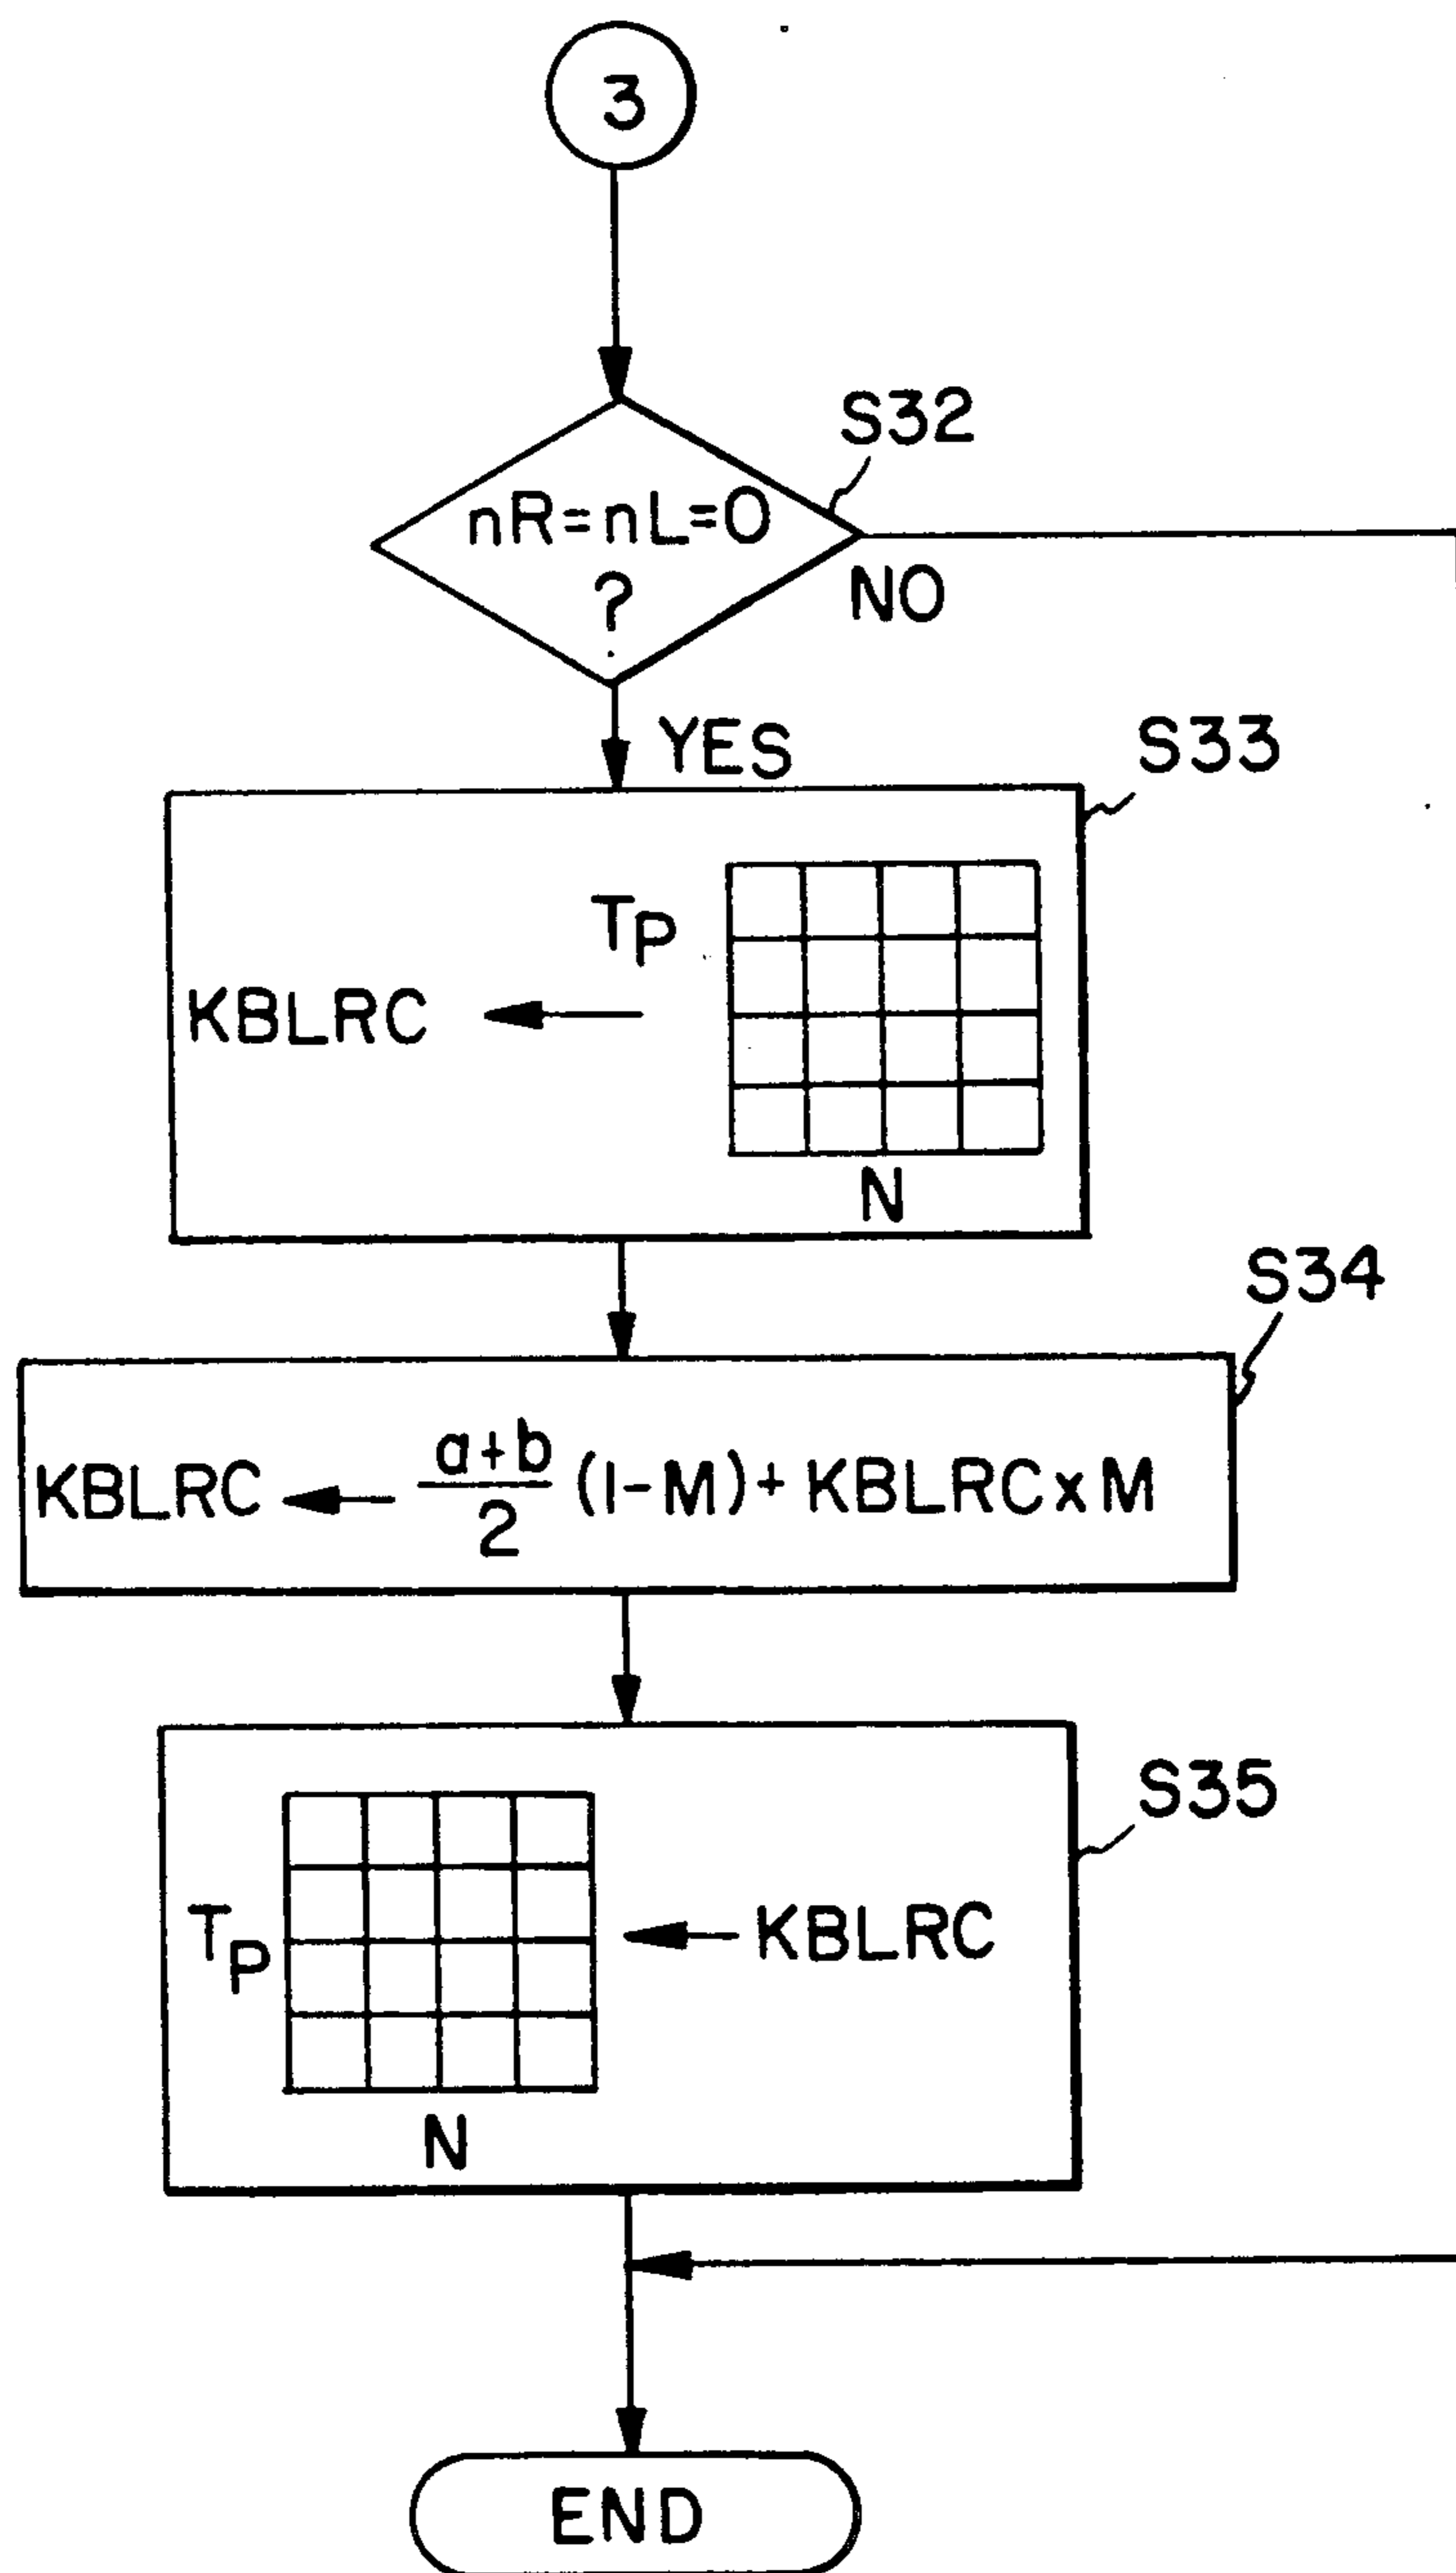 3
S32
nR=nL=0
?
NO
YES
S33
TP
KBLRC
N
S34
KBLRC a+b/2 (1-M)+ KBLRC x M
S35
TP
KBLRC
N
END